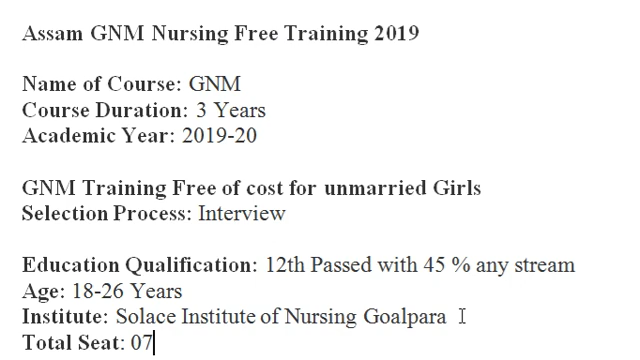 Assam GNM Nursing Free Training 2019
Name of Course: GNM
Course Duration: 3 Years
Academic Year: 2019-20
GNM Training Free of cost for unmarried Girls
Selection Process: Interview
Education Qualification: 12th Passed with 45 % any stream
Age: 18-26 Years
Institute: Solace Institute of Nursing Goalpara
Total Seat: 07